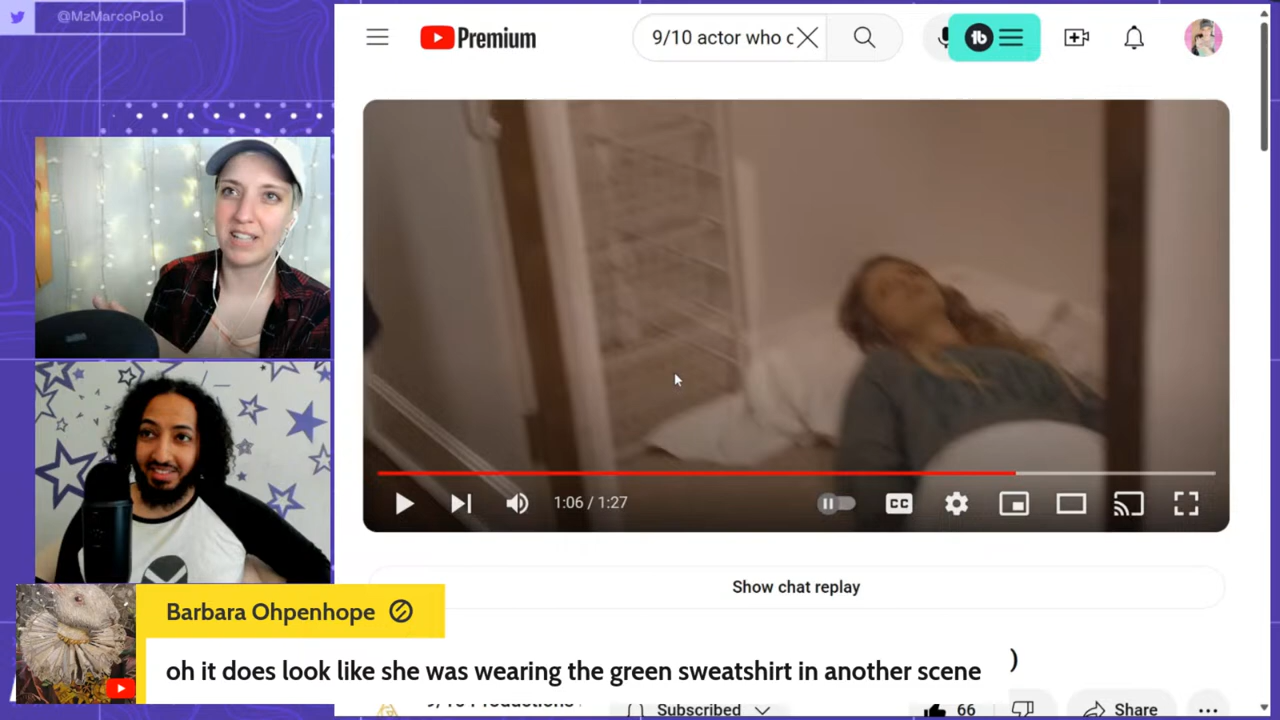 @MzMarcoPolo
Premium
9/10 actor who c
1:06 / 1:27
CC
Show chat replay
Barbara Ohpenhope
oh it does look like she was wearing the green sweatshirt in another scene
)
Subscribed
66
Share